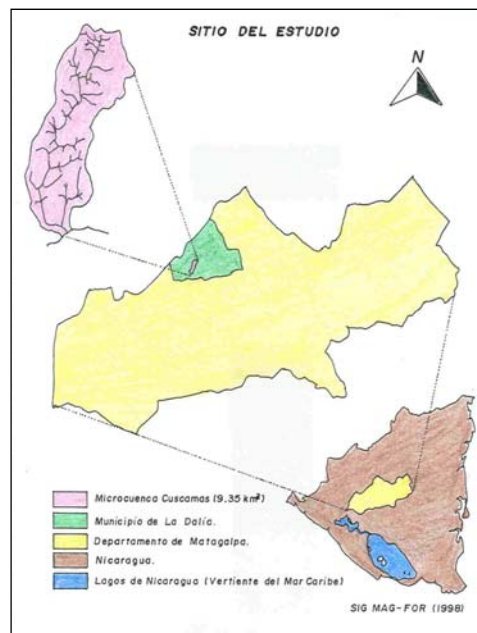 SITIO DEL ESTUDIO
N
Microcuenca Cuscamas (9,35 km²)
Municipio de La Dalía.
Departamento de Matagalpa.
Nicaragua.
Lagos de Nicaragua (Vertiente del Mar Caribe)
SIG MAG-FOR (1998)